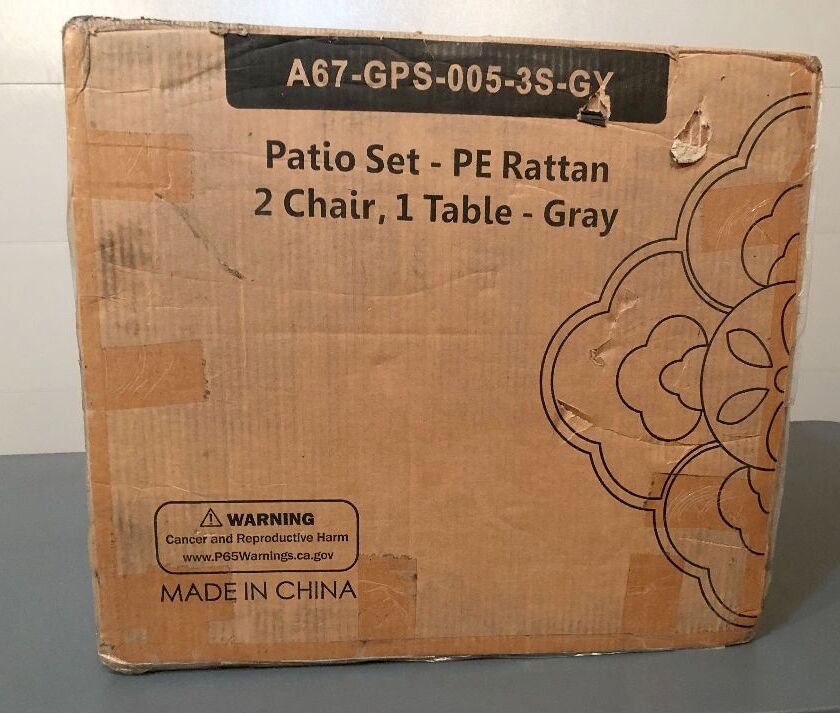 A67-GPS-005-3S-GY
Patio Set - PE Rattan
2 Chair, 1 Table - Gray
WARNING
Cancer and Reproductive Harm
www.P65Warnings.ca.gov
MADE IN CHINA